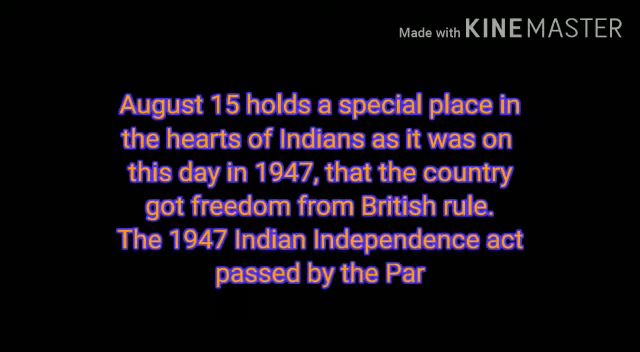 Made with KINEMASTER
August 15 holds a special place in
the hearts of Indians as it was on
this day in 1947, that the country
got freedom from British rule.
The 1947 Indian Independence act
passed by the Par